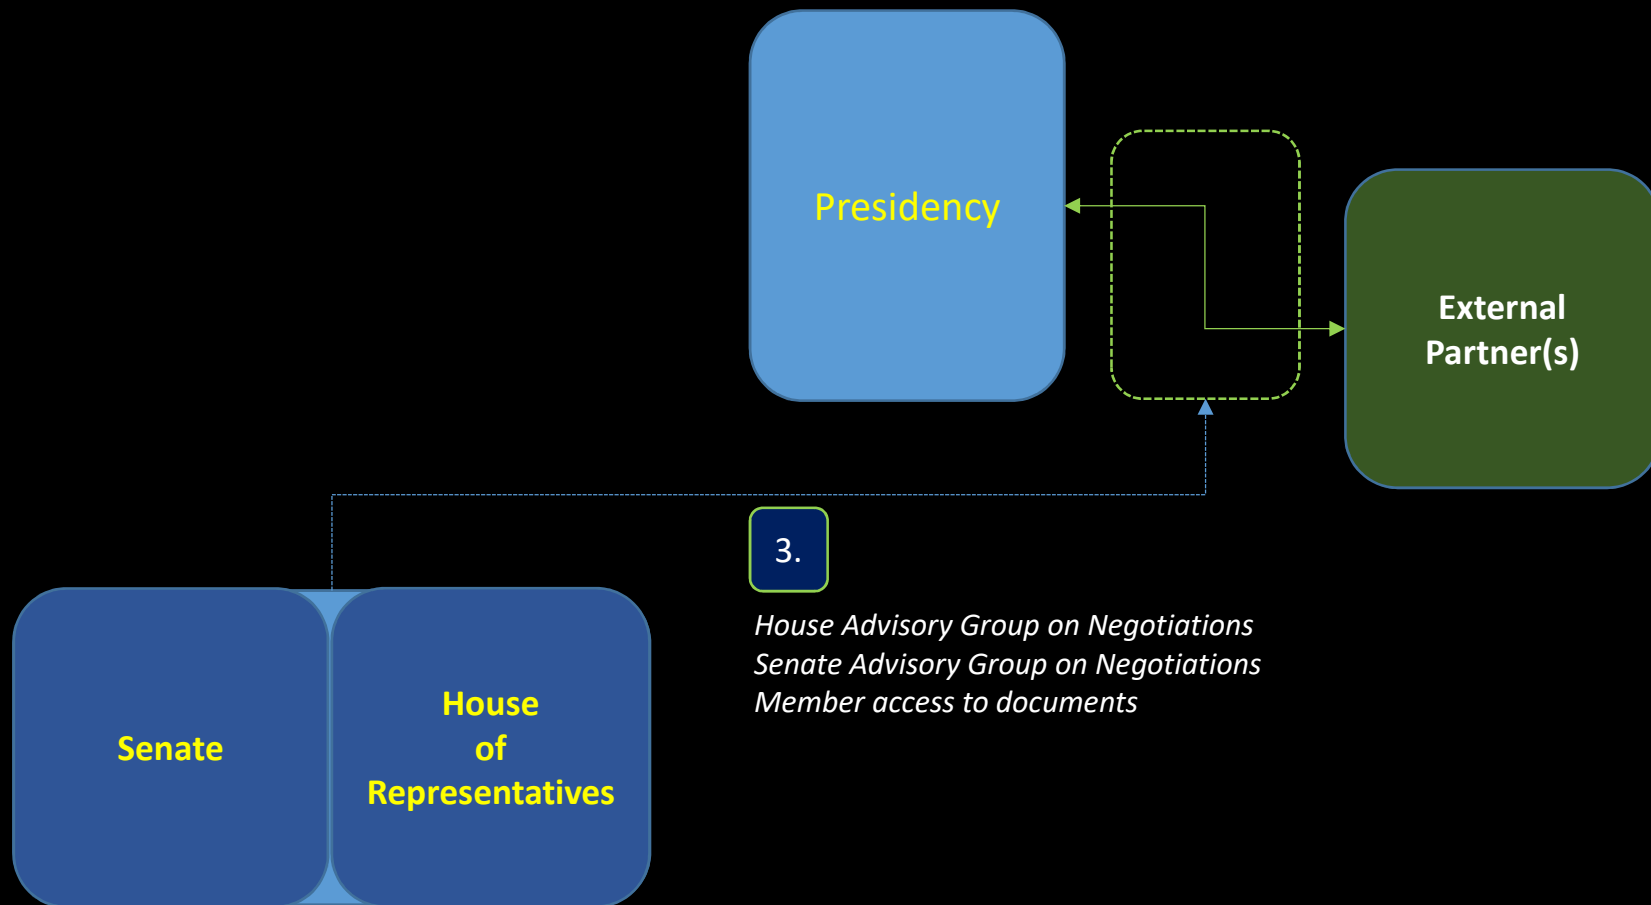 Presidency
External
Partner(s)
3.
House Advisory Group on Negotiations
Senate Advisory Group on Negotiations
Member access to documents
Senate
House
of
Representatives